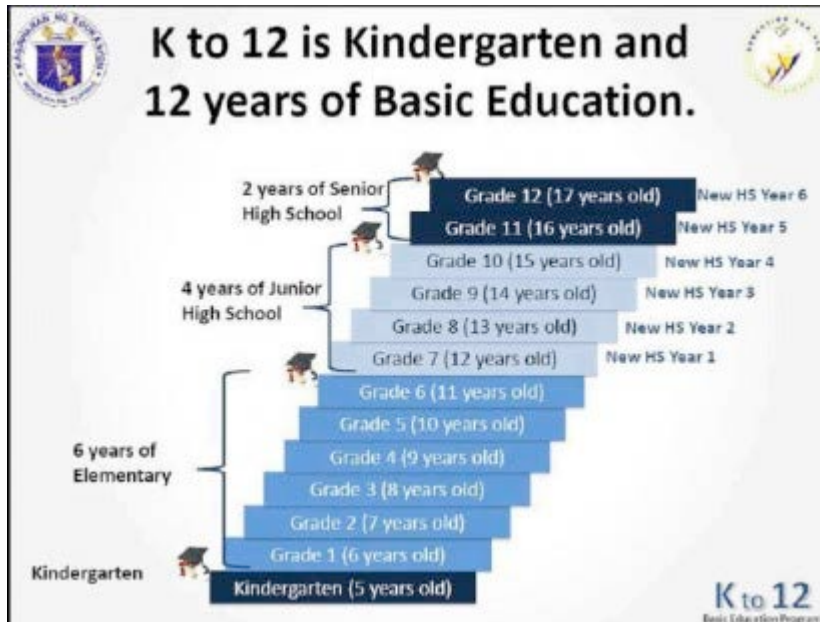 K to 12 is Kindergarten and
12 years of Basic Education.
2 years of Senior
High School
Grade 12 (17 years old)
New HS Year 6
Grade 11 (16 years old)
New HS Year 5
4 years of Junior
High School
Grade 10 (15 years old)
New HS Year 4
Grade 9 (14 years old)
New HS Year 3
Grade 8 (13 years old)
New HS Year 2
Grade 7 (12 years old)
New HS Year 1
6 years of
Elementary
Grade 6 (11 years old)
Grade 5 (10 years old)
Grade 4 (9 years old)
Grade 3 (8 years old)
Grade 2 (7 years old)
Grade 1 (6 years old)
Kindergarten
Kindergarten (5 years old)
K to 12
Basic Education Program